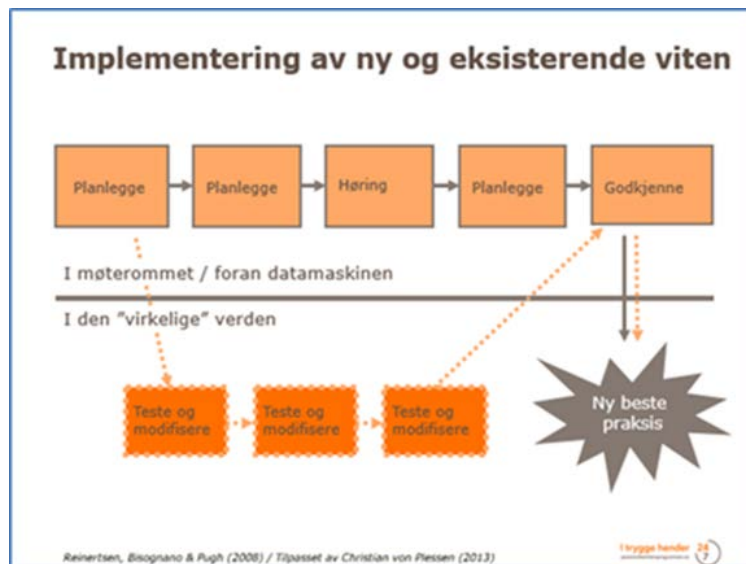 Implementering av ny og eksisterende viten
Planlegge
Planlegge
Høring
Planlegge
Godkjenne
I møterommet / foran datamaskinen
I den ”virkelige” verden
Teste og
modifisere
Teste og
modifisere
Teste og
modifisere
Ny beste
praksis
Reinertsen, Bisognano & Pugh (2008) / Tilpasset av Christian von Plessen (2013)
I trygge hender 24
7